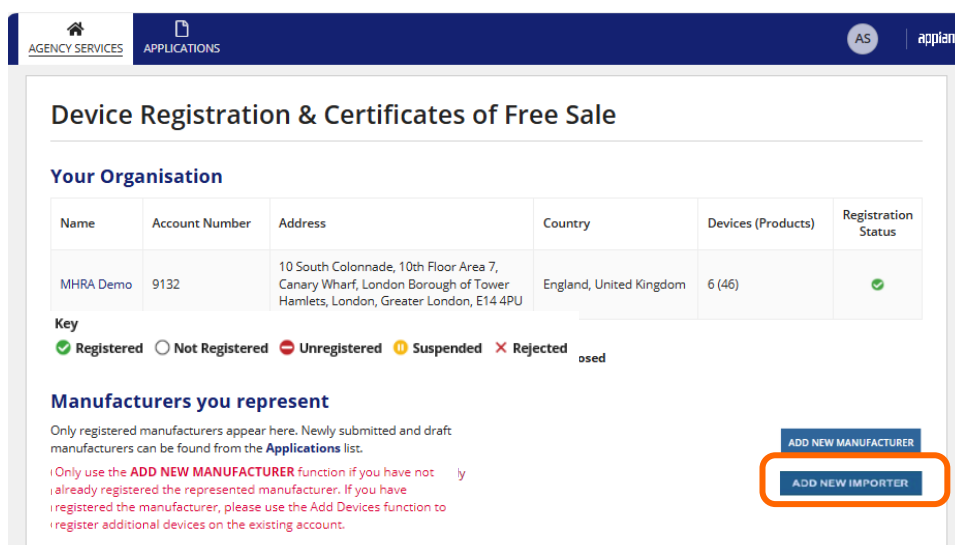 AGENCY SERVICES
APPLICATIONS
AS
appian
Device Registration & Certificates of Free Sale
Your Organisation
Name Account Number Address Country Devices (Products) Registration
Status
MHRA Demo 9132 10 South Colonnade, 10th Floor Area 7,
Canary Wharf, London Borough of Tower
Hamlets, London, Greater London, E14 4PU England, United Kingdom 6 (46)
Key
Registered Not Registered Unregistered Suspended Rejected
osed
Manufacturers you represent
Only registered manufacturers appear here. Newly submitted and draft
manufacturers can be found from the Applications list.
ADD NEW MANUFACTURER
Only use the ADD NEW MANUFACTURER function if you have not
already registered the represented manufacturer. If you have
registered the manufacturer, please use the Add Devices function to
register additional devices on the existing account.
ly
ADD NEW IMPORTER